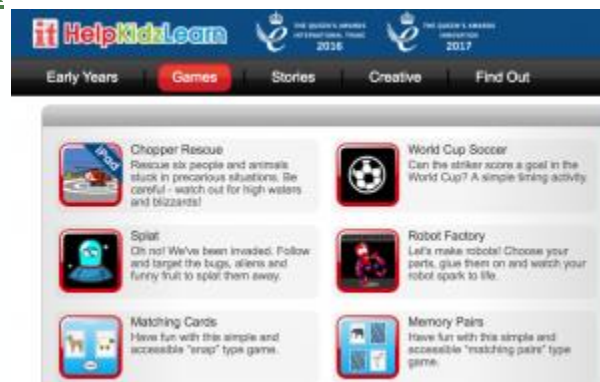 it HelpKidzLearn
THE QUEEN'S AWARDS
INTERNATIONAL TRADE
2016
THE QUEEN'S AWARDS
INNOVATION
2017
Early Years
Games
Stories
Creative
Find Out
iPad
Chopper Rescue
Rescue six people and animals
stuck in precarious situations. Be
careful - watch out for high waters
and blizzards!
World Cup Soccer
Can the striker score a goal in the
World Cup? A simple timing activity.
Splat
Oh no! We've been invaded. Follow
and target the bugs, aliens and
funny fruit to splat them away.
Robot Factory
Let's make robots! Choose your
parts, glue them on and watch your
robot spark to life.
Matching Cards
Have fun with this simple and
accessible "snap" type game.
Memory Pairs
Have fun with this simple and
accessible "matching pairs" type
game.